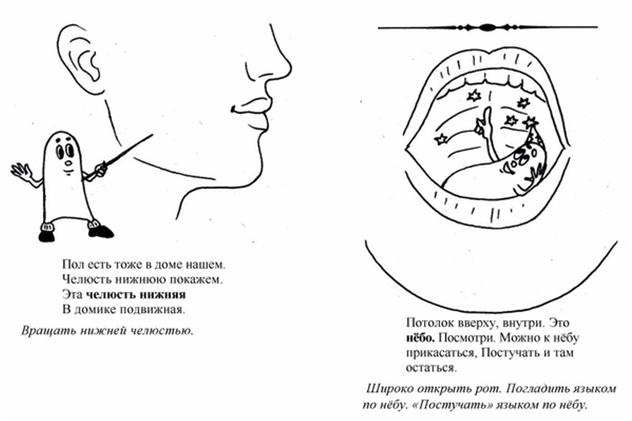 Пол есть тоже в доме нашем.
Челюсть нижнюю покажем.
Эта челюсть нижняя
В домике подвижная.
Вращать нижней челюстью.
Потолок вверху, внутри. Это
нёбо. Посмотри. Можно к нёбу
прикасаться, Постучать и там
остаться.
Широко открыть рот. Погладить языком
по нёбу. «Постучать» языком по нёбу.